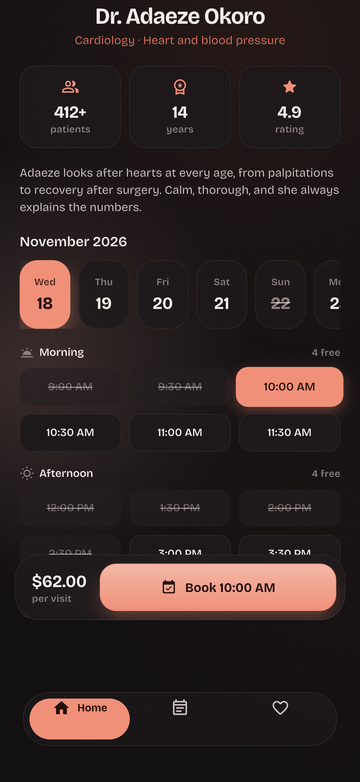 Dr. Adaeze Okoro
Cardiology · Heart and blood pressure
412+
patients
14
years
4.9
rating
Adaeze looks after hearts at every age, from palpitations
to recovery after surgery. Calm, thorough, and she always
explains the numbers.
November 2026
Wed
18
Thu
19
Fri
20
Sat
21
Sun
22
Morning
4 free
9:00 AM
9:30 AM
10:00 AM
10:30 AM
11:00 AM
11:30 AM
Afternoon
4 free
12:00 PM
1:30 PM
2:00 PM
2:30 PM
3:00 PM
3:30 PM
$62.00
per visit
Book 10:00 AM
Home